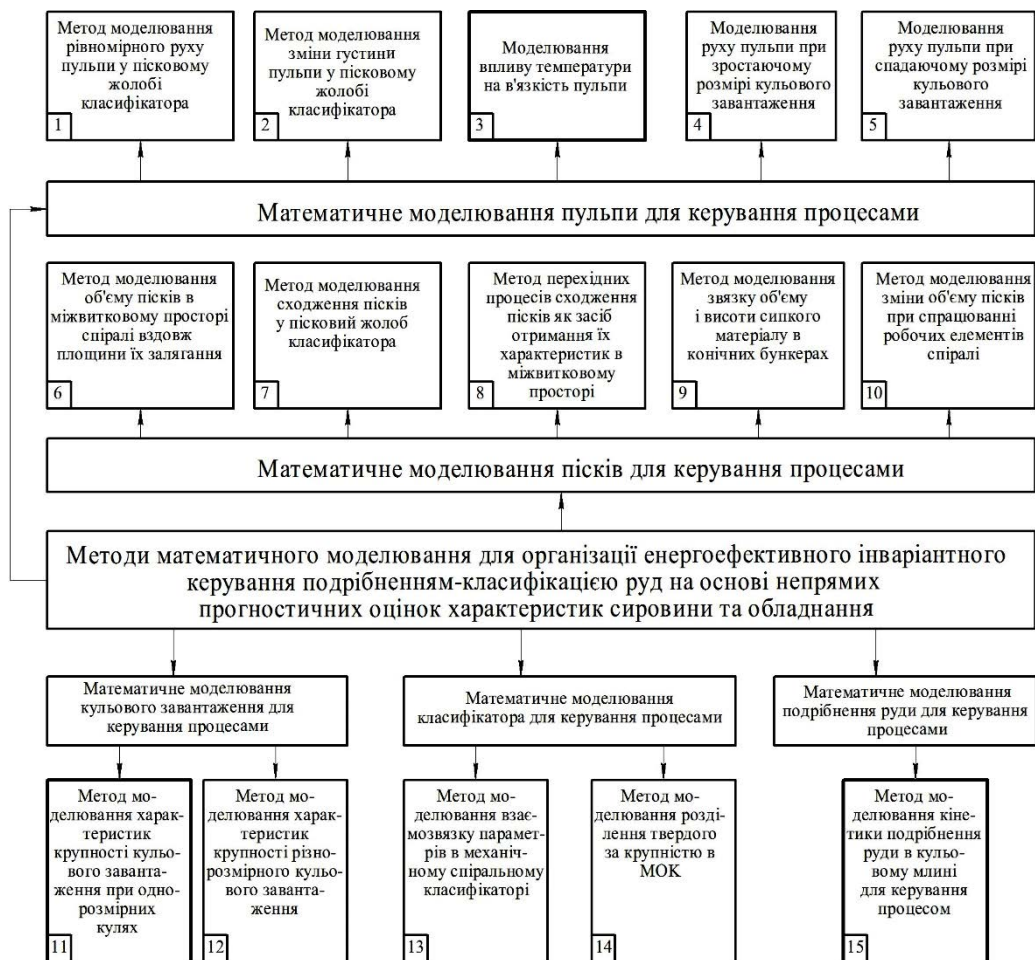 Метод моделювання
рівномірного руху
пульпи у пісковому
жолобі
класифікатора
1
Метод моделювання
зміни густини
пульпи у пісковому
жолобі
класифікатора
2
Моделювання
впливу температури
на в'язкість пульпи
3
Моделювання
руху пульпи при
зростаючому
розмірі кульового
завантаження
4
Моделювання
руху пульпи при
спадаючому розмірі
кульового
завантаження
5
Математичне моделювання пульпи для керування процесами
Метод моделювання
об'єму пісків в
міжвитковому просторі
спіралі вздовж
площини їх залягання
6
Метод моделювання
сходження пісків
у пісковий жолоб
класифікатора
7
Метод перехідних
процесів сходження
пісків як засіб
отримання їх
характеристик в
міжвитковому
просторі
8
Метод моделювання
звязку об'єму
і висоти сипкого
матеріалу в
конічних бункерах
9
Метод моделювання
зміни об'єму пісків
при спрацюванні
робочих елементів
спіралі
10
Математичне моделювання пісків для керування процесами
Методи математичного моделювання для організації енергоефективного інваріантного
керування подрібненням-класифікацією руд на основі непрямих
прогностичних оцінок характеристик сировини та обладнання
Математичне моделювання
кульового завантаження для
керування процесами
Математичне моделювання
класифікатора для керування процесами
Математичне моделювання
подрібнення руди для керування
процесами
Метод мо-
делювання харак-
теристик
крупності кульо-
вого заванта-
ження при одно-
розмірних
кулях
11
Метод мо-
делювання харак-
теристик
крупності різно-
розмірного кульо-
вого заванта-
ження
12
Метод мо-
делювання взає-
мозвязку парамет-
рів в механіч-
ному спіральному
класифікаторі
13
Метод мо-
делювання розді-
лення твердого
за крупністю в
МОК
14
Метод мо-
делювання кіне-
тики подрібнення
руди в кульо-
вому млині
для керування
процесом
15